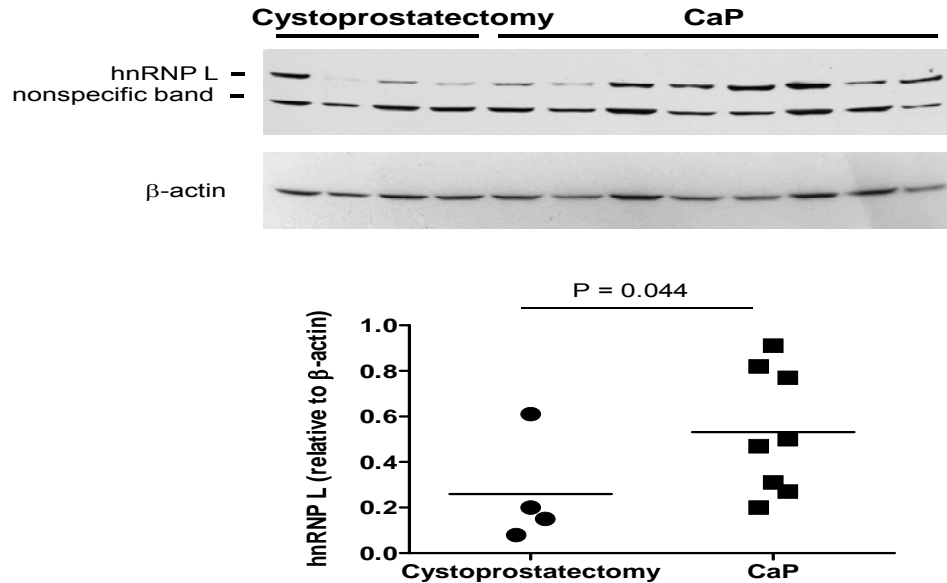 Cystoprostatectomy CaP
hnRNP L
nonspecific band
β-actin
P = 0.044
hnRNP L (relative to β-actin)
1.0
0.8
0.6
0.4
0.2
0.0
Cystoprostatectomy CaP